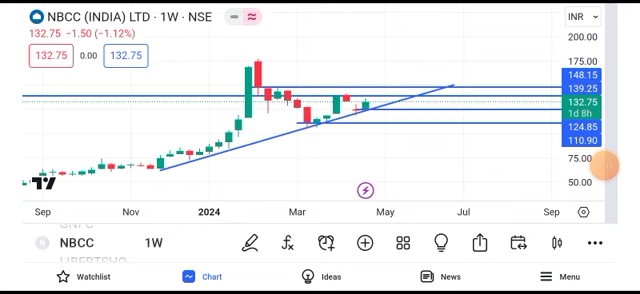 NBCC (INDIA) LTD · 1W · NSE
INR
132.75 −1.50 (−1.12%)
132.75 0.00 132.75
200.00
175.00
148.15
139.25
132.75
1d 8h
124.85
110.90
75.00
50.00
Sep Nov 2024 Mar May Jul Sep
NBCC 1W
LIBERTSHO
Watchlist Chart Ideas News Menu